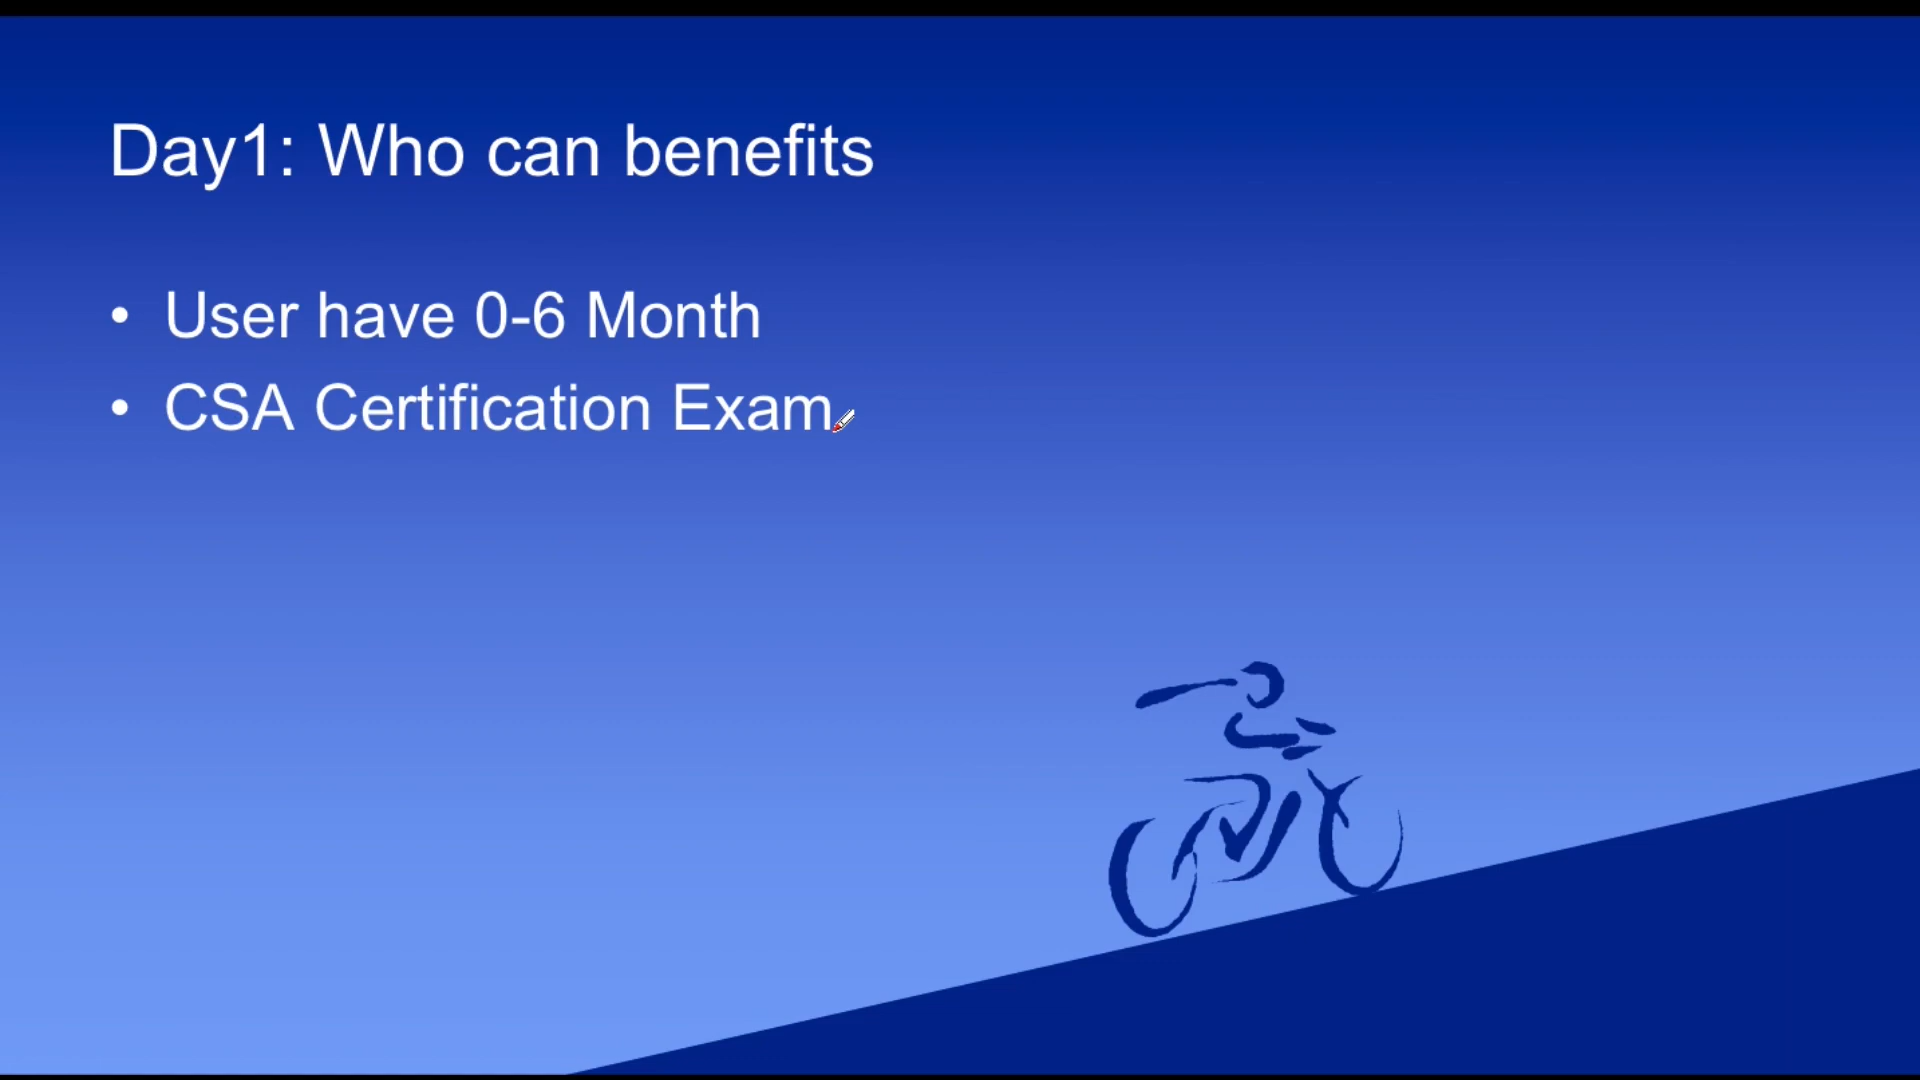 Day1: Who can benefits
• User have 0-6 Month
• CSA Certification Exam